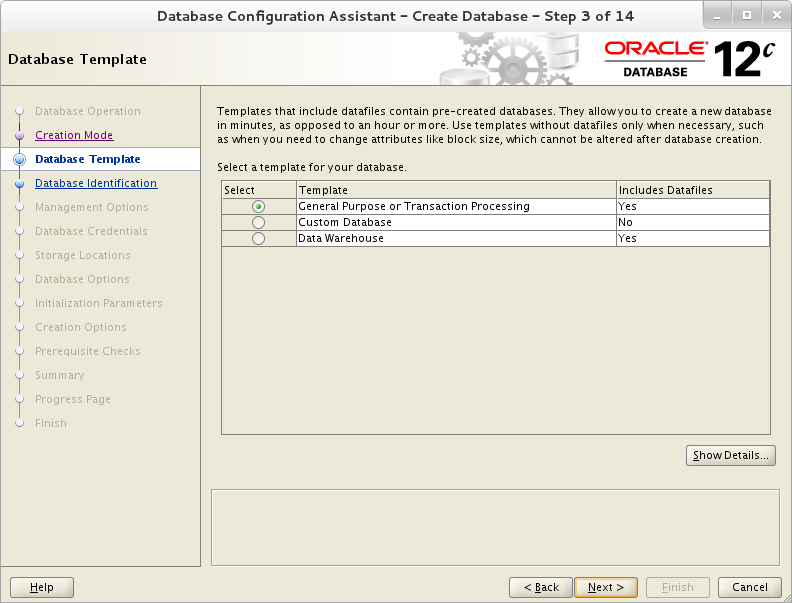 Database Configuration Assistant - Create Database - Step 3 of 14
Database Template
ORACLE®
DATABASE
12c
Database Operation
Creation Mode
Database Template
Database Identification
Management Options
Database Credentials
Storage Locations
Database Options
Initialization Parameters
Creation Options
Prerequisite Checks
Summary
Progress Page
Finish
Templates that include datafiles contain pre-created databases. They allow you to create a new database
in minutes, as opposed to an hour or more. Use templates without datafiles only when necessary, such
as when you need to change attributes like block size, which cannot be altered after database creation.
Select a template for your database.
Select Template Includes Datafiles
General Purpose or Transaction Processing Yes
Custom Database No
Data Warehouse Yes
Show Details...
Help
< Back
Next >
Finish
Cancel